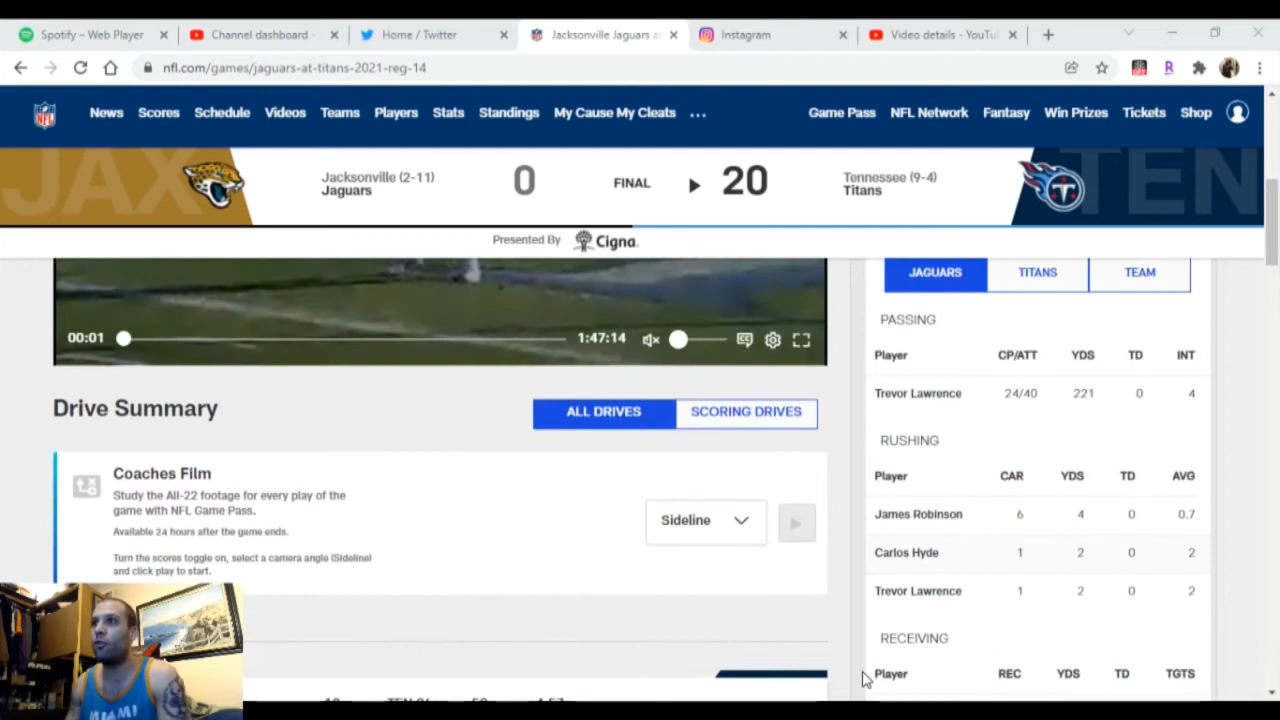 Spotify – Web Player
Channel dashboard -
Home / Twitter
Jacksonville Jaguars a
Instagram
Video details - YouTu
nfl.com/games/jaguars-at-titans-2021-reg-14
OFF
R
NFL
News Scores Schedule Videos Teams Players Stats Standings My Cause My Cleats ... Game Pass NFL Network Fantasy Win Prizes Tickets Shop
JAX
Jacksonville (2-11)
Jaguars
0
FINAL
20
Tennessee (9-4)
Titans
TEN
Presented By Cigna.
00:01
1:47:14
CC
Drive Summary
ALL DRIVES SCORING DRIVES
Coaches Film
Study the All-22 footage for every play of the
game with NFL Game Pass.
Available 24 hours after the game ends.
Turn the scores toggle on, select a camera angle (Sideline)
and click play to start.
Sideline
JAGUARS TITANS TEAM
PASSING
Player CP/ATT YDS TD INT
Trevor Lawrence 24/40 221 0 4
RUSHING
Player CAR YDS TD AVG
James Robinson 6 4 0 0.7
Carlos Hyde 1 2 0 2
Trevor Lawrence 1 2 0 2
RECEIVING
Player REC YDS TD TGTS
MIAMI